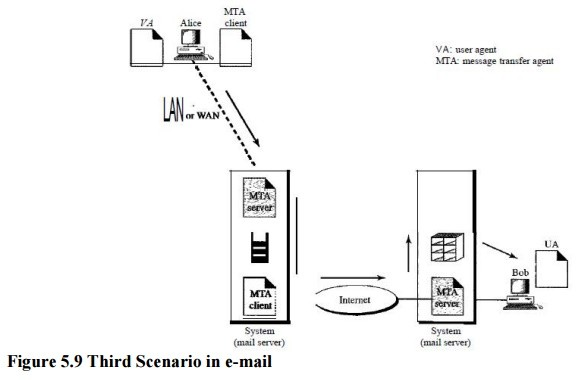 MTA
VA Alice client
VA: user agent
MTA: message transfer agent
LAN or WAN
MTA
server
UA
Bob
MTA
client
Internet
MTA
server
System
(mail server)
System
(mail server)
Figure 5.9 Third Scenario in e-mail